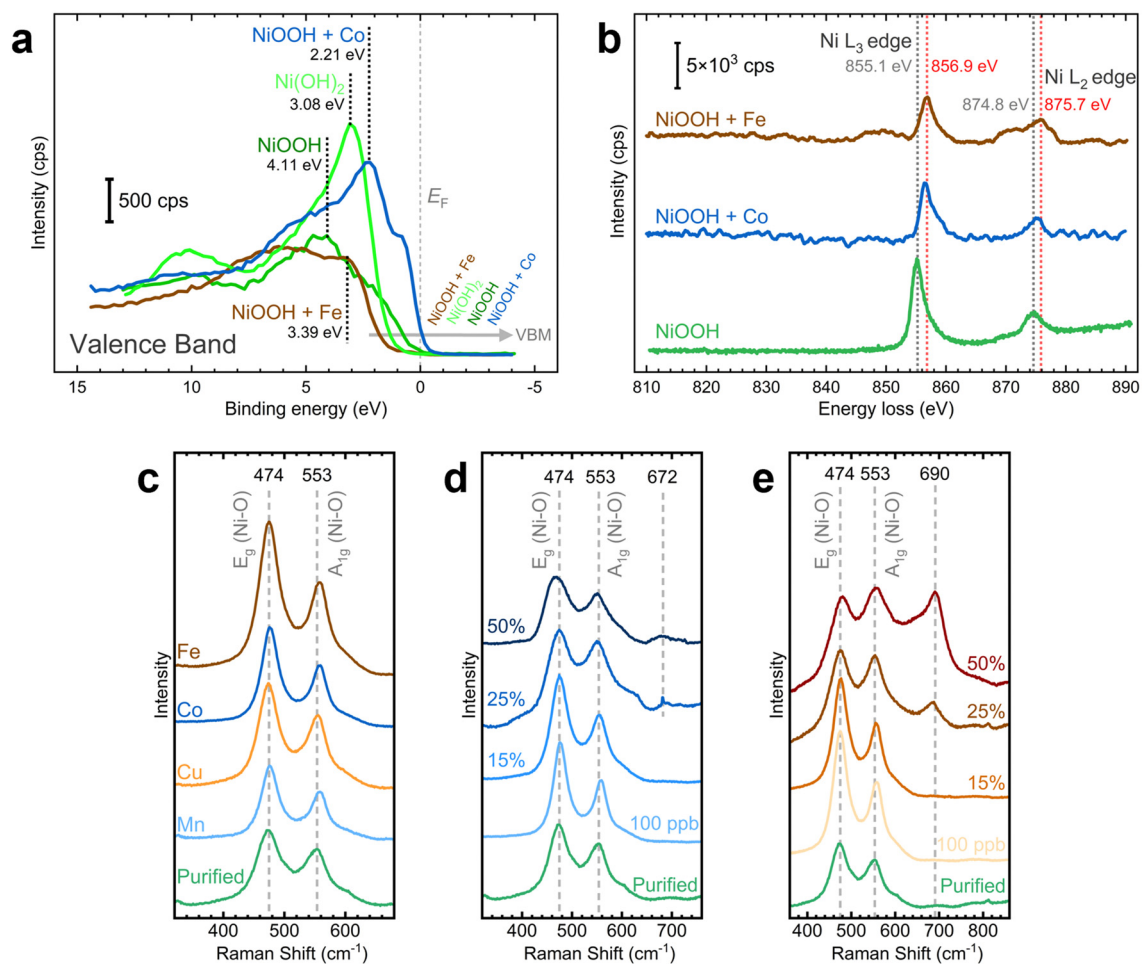 a
NiOOH + Co
2.21 eV
Ni(OH)2
3.08 eV
NiOOH
4.11 eV
500 cps
EF
NiOOH + Fe
Ni(OH)2
NiOOH
NiOOH + Co
NiOOH + Fe
3.39 eV
VBM
Valence Band
Intensity (cps)
15 10 5 0 -5
Binding energy (eV)
b
5×10³ cps
Ni L3 edge
855.1 eV 856.9 eV
Ni L2 edge
874.8 eV 875.7 eV
NiOOH + Fe
NiOOH + Co
NiOOH
Intensity (cps)
810 820 830 840 850 860 870 880 890
Energy loss (eV)
c
474 553
Eg (Ni-O)
A1g (Ni-O)
Fe
Co
Cu
Mn
Purified
Intensity
400 500 600
Raman Shift (cm⁻¹)
d
474 553 672
Eg (Ni-O)
A1g (Ni-O)
50%
25%
15%
100 ppb
Purified
Intensity
400 500 600 700
Raman Shift (cm⁻¹)
e
474 553 690
Eg (Ni-O)
A1g (Ni-O)
50%
25%
15%
100 ppb
Purified
Intensity
400 500 600 700 800
Raman Shift (cm⁻¹)